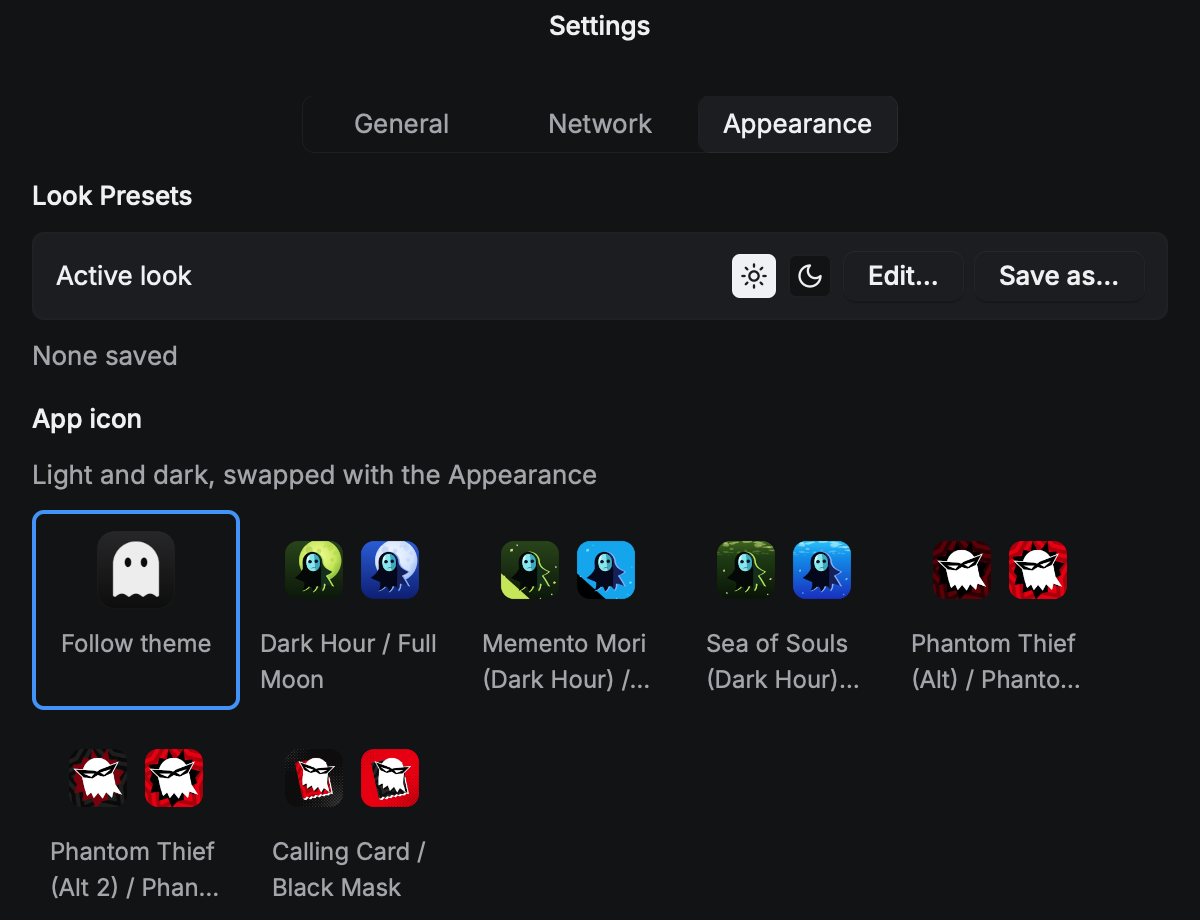 Settings
General Network Appearance
Look Presets
Active look Edit... Save as...
None saved
App icon
Light and dark, swapped with the Appearance
Follow theme
Dark Hour / Full
Moon
Memento Mori
(Dark Hour) /...
Sea of Souls
(Dark Hour)...
Phantom Thief
(Alt) / Phanto...
Phantom Thief
(Alt 2) / Phan...
Calling Card /
Black Mask